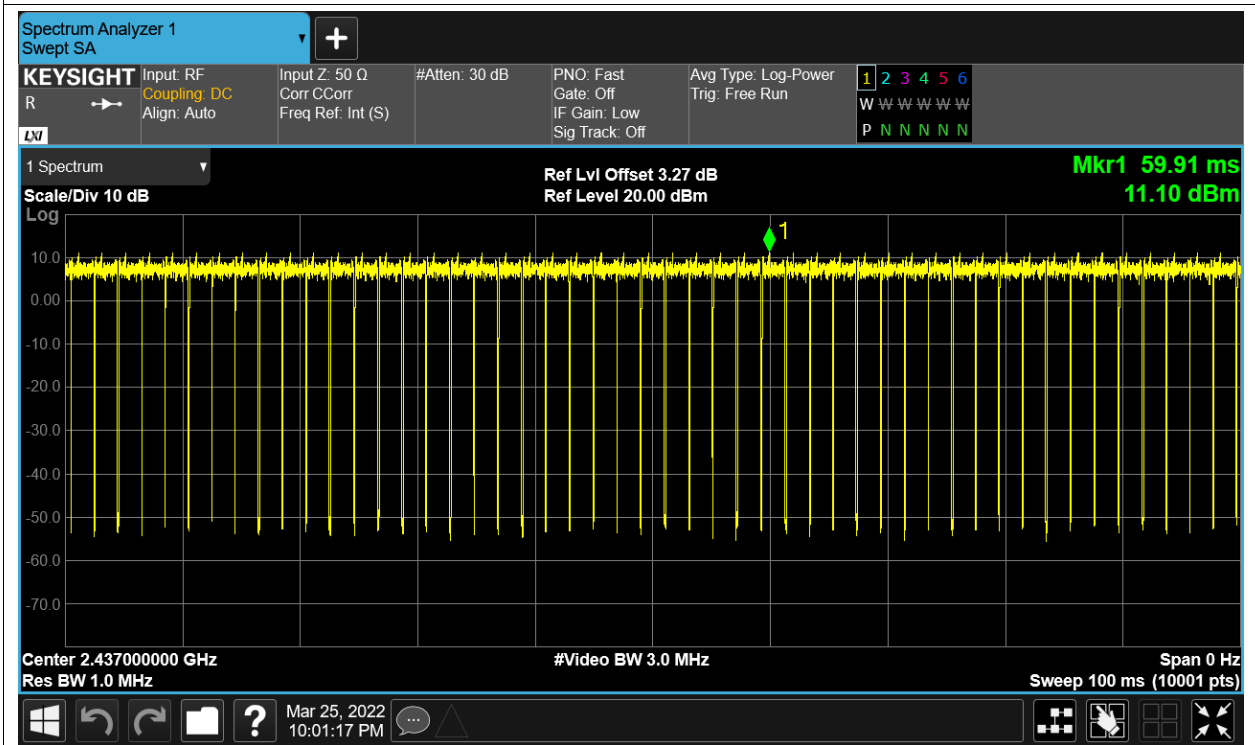 Spectrum Analyzer 1
Swept SA
KEYSIGHT
R
LXI
Input: RF
Coupling: DC
Align: Auto
Input Z: 50 Ω
Corr CCorr
Freq Ref: Int (S)
#Atten: 30 dB
PNO: Fast
Gate: Off
IF Gain: Low
Sig Track: Off
Avg Type: Log-Power
Trig: Free Run
1 2 3 4 5 6
W W W W W W
P N N N N N
1 Spectrum
Scale/Div 10 dB
Ref Lvl Offset 3.27 dB
Ref Level 20.00 dBm
Mkr1 59.91 ms
11.10 dBm
Log
1
10.0
0.00
-10.0
-20.0
-30.0
-40.0
-50.0
-60.0
-70.0
Center 2.437000000 GHz
#Video BW 3.0 MHz
Span 0 Hz
Res BW 1.0 MHz
Sweep 100 ms (10001 pts)
?
Mar 25, 2022
10:01:17 PM